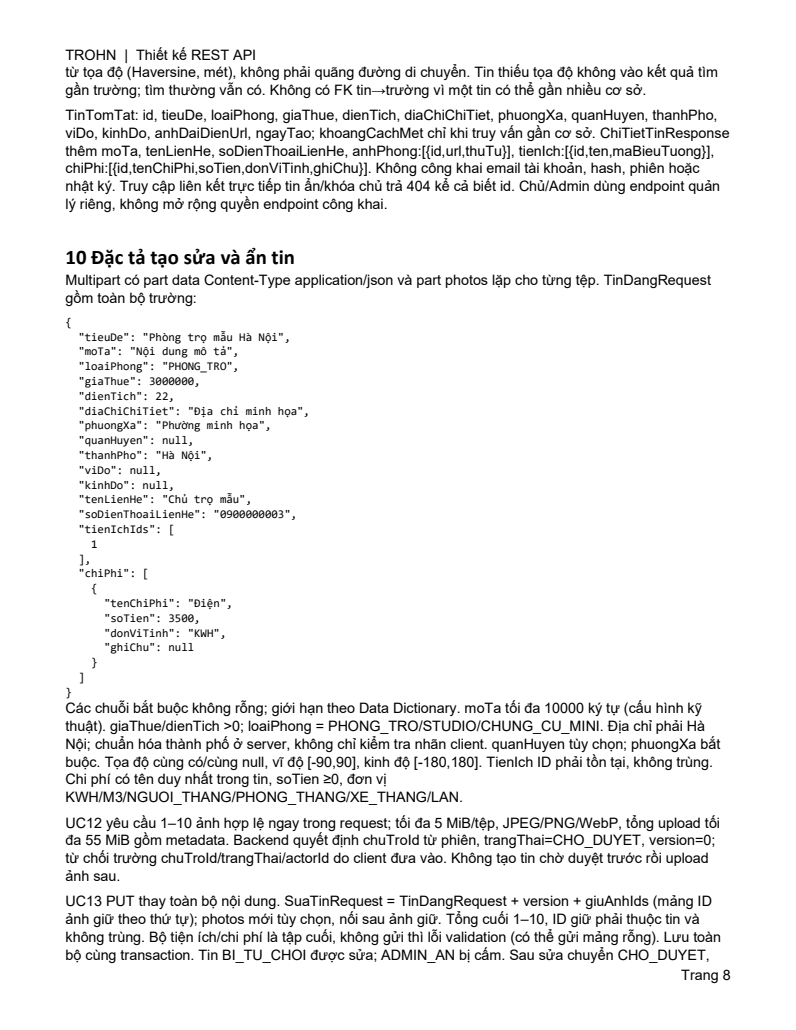 TROHN | Thiết kế REST API
từ tọa độ (Haversine, mét), không phải quãng đường di chuyển. Tin thiếu tọa độ không vào kết quả tìm
gần trường; tìm thường vẫn có. Không có FK tin→trường vì một tin có thể gần nhiều cơ sở.
TinTomTat: id, tieuDe, loaiPhong, giaThue, dienTich, diaChiChiTiet, phuongXa, quanHuyen, thanhPho,
viDo, kinhDo, anhDaiDienUrl, ngayTao; khoangCachMet chỉ khi truy vấn gần cơ sở. ChiTietTinResponse
thêm moTa, tenLienHe, soDienThoaiLienHe, anhPhong:[{id,url,thuTu}], tienIch:[{id,ten,maBieuTuong}],
chiPhi:[{id,tenChiPhi,soTien,donViTinh,ghiChu}]. Không công khai email tài khoản, hash, phiên hoặc
nhật ký. Truy cập liên kết trực tiếp tin ẩn/khóa chủ trả 404 kể cả biết id. Chủ/Admin dùng endpoint quản
lý riêng, không mở rộng quyền endpoint công khai.
10 Đặc tả tạo sửa và ẩn tin
Multipart có part data Content-Type application/json và part photos lặp cho từng tệp. TinDangRequest
gồm toàn bộ trường:
{
  "tieuDe": "Phòng trọ mẫu Hà Nội",
  "moTa": "Nội dung mô tả",
  "loaiPhong": "PHONG_TRO",
  "giaThue": 3000000,
  "dienTich": 22,
  "diaChiChiTiet": "Địa chỉ minh họa",
  "phuongXa": "Phường minh họa",
  "quanHuyen": null,
  "thanhPho": "Hà Nội",
  "viDo": null,
  "kinhDo": null,
  "tenLienHe": "Chủ trọ mẫu",
  "soDienThoaiLienHe": "0900000003",
  "tienIchIds": [
    1
  ],
  "chiPhi": [
    {
      "tenChiPhi": "Điện",
      "soTien": 3500,
      "donViTinh": "KWH",
      "ghiChu": null
    }
  ]
}
Các chuỗi bắt buộc không rỗng; giới hạn theo Data Dictionary. moTa tối đa 10000 ký tự (cấu hình kỹ
thuật). giaThue/dienTich >0; loaiPhong = PHONG_TRO/STUDIO/CHUNG_CU_MINI. Địa chỉ phải Hà
Nội; chuẩn hóa thành phố ở server, không chỉ kiểm tra nhãn client. quanHuyen tùy chọn; phuongXa bắt
buộc. Tọa độ cùng có/cùng null, vĩ độ [-90,90], kinh độ [-180,180]. TienIch ID phải tồn tại, không trùng.
Chi phí có tên duy nhất trong tin, soTien ≥0, đơn vị
KWH/M3/NGUOI_THANG/PHONG_THANG/XE_THANG/LAN.
UC12 yêu cầu 1–10 ảnh hợp lệ ngay trong request; tối đa 5 MiB/tệp, JPEG/PNG/WebP, tổng upload tối
đa 55 MiB gồm metadata. Backend quyết định chuTroId từ phiên, trangThai=CHO_DUYET, version=0;
từ chối trường chuTroId/trangThai/actorId do client đưa vào. Không tạo tin chờ duyệt trước rồi upload
ảnh sau.
UC13 PUT thay toàn bộ nội dung. SuaTinRequest = TinDangRequest + version + giuAnhIds (mảng ID
ảnh giữ theo thứ tự); photos mới tùy chọn, nối sau ảnh giữ. Tổng cuối 1–10, ID giữ phải thuộc tin và
không trùng. Bộ tiện ích/chi phí là tập cuối, không gửi thì lỗi validation (có thể gửi mảng rỗng). Lưu toàn
bộ cùng transaction. Tin BI_TU_CHOI được sửa; ADMIN_AN bị cấm. Sau sửa chuyển CHO_DUYET,
Trang 8